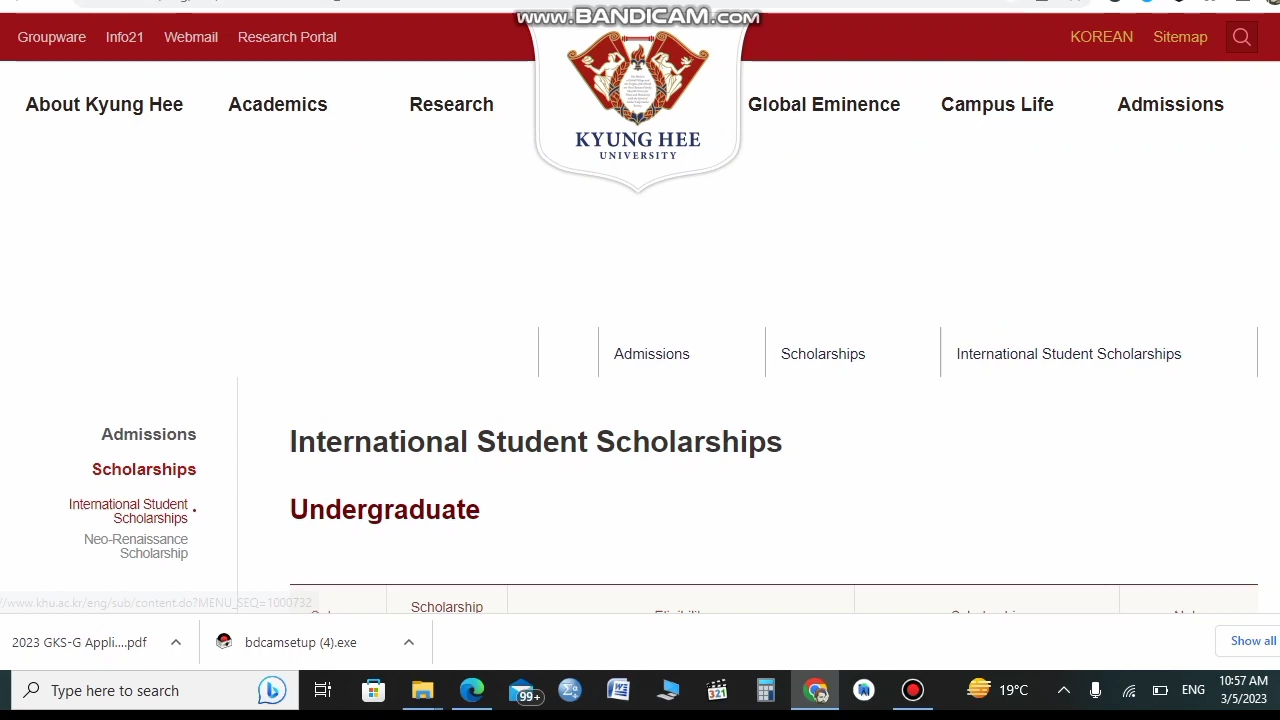 www.BANDICAM.com
Groupware Info21 Webmail Research Portal KOREAN Sitemap
About Kyung Hee Academics Research Global Eminence Campus Life Admissions
KYUNG HEE
UNIVERSITY
Admissions Scholarships International Student Scholarships
Admissions
Scholarships
International Student
Scholarships
Neo-Renaissance
Scholarship
International Student Scholarships
Undergraduate
Scholarship
/www.khu.ac.kr/eng/sub/content.do?MENU_SEQ=1000732
2023 GKS-G Appli....pdf bdcamsetup (4).exe Show all
Type here to search 99+ 321 19°C ENG 10:57 AM
3/5/2023